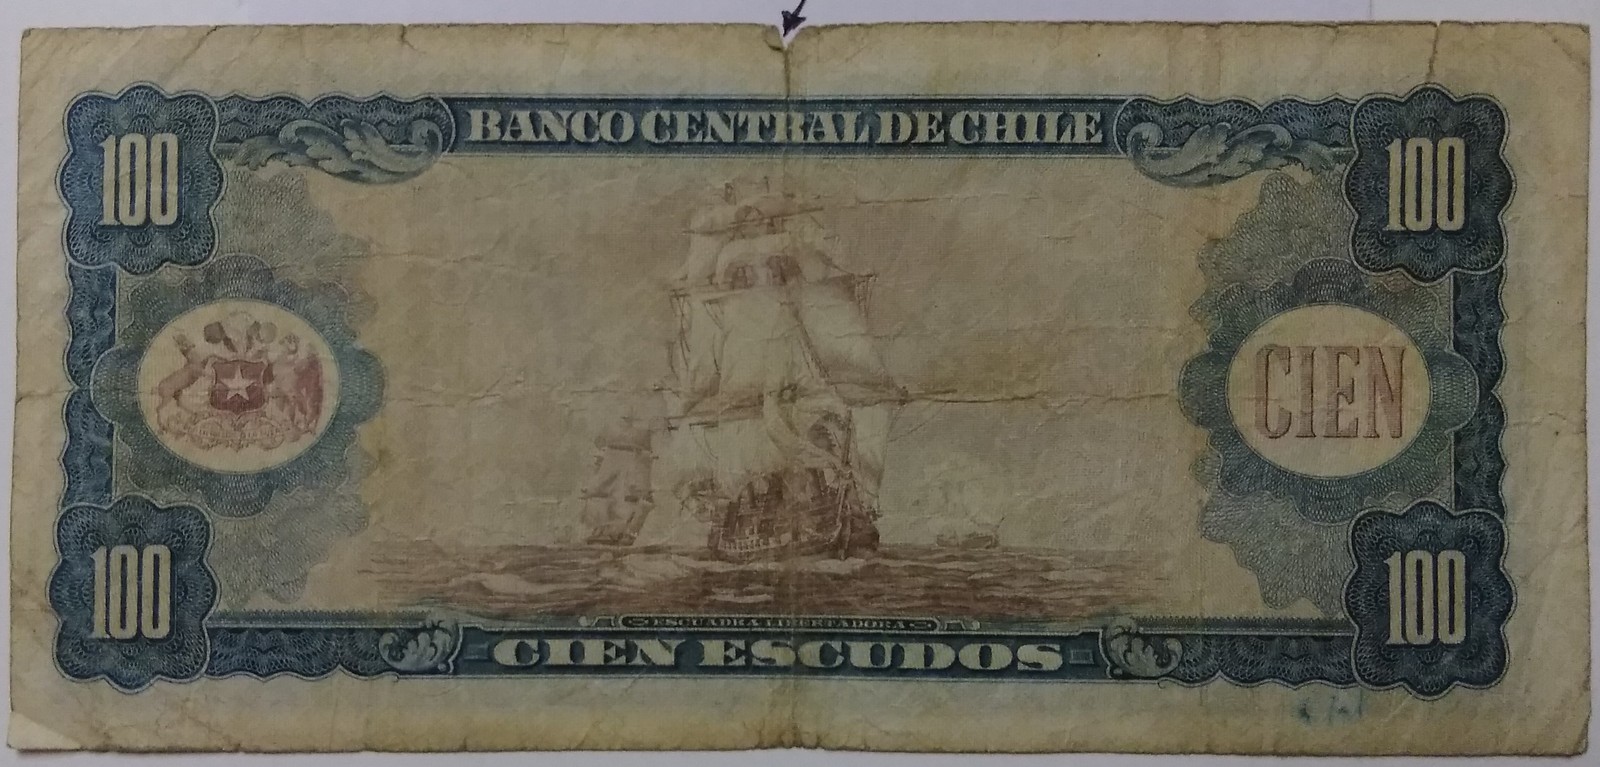 BANCO CENTRAL DE CHILE
100
100
CIEN
100
100
ESCUADRA LIBERTADORA
CIEN ESCUDOS